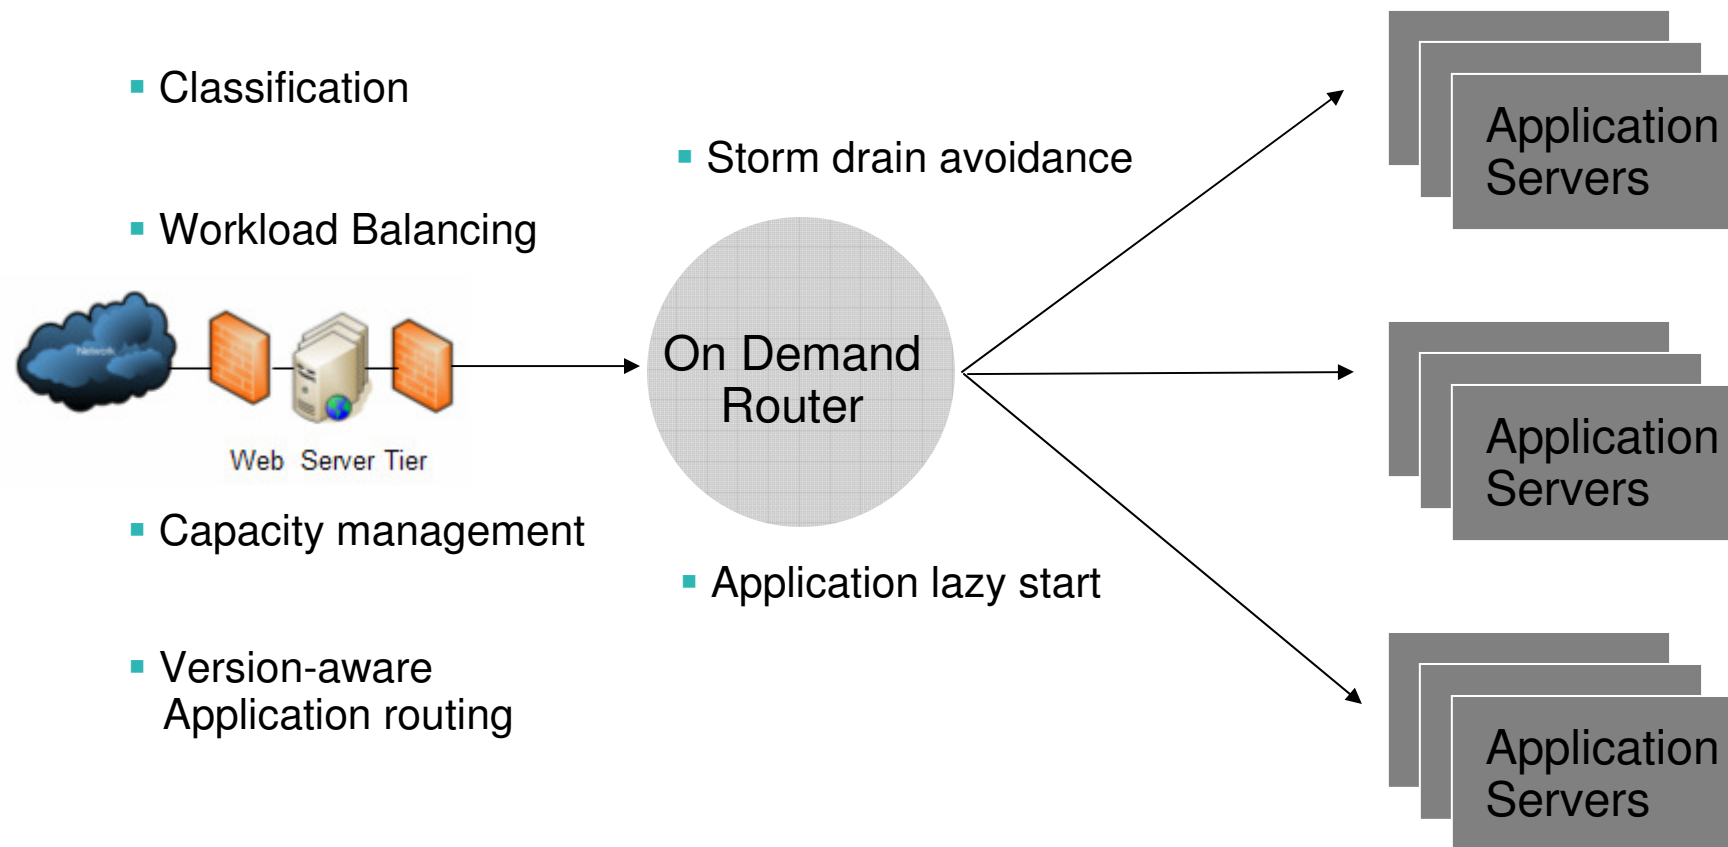 Classification
Storm drain avoidance
Workload Balancing
Network
Web Server Tier
On Demand
Router
Capacity management
Application lazy start
Version-aware
Application routing
Application
Servers
Application
Servers
Application
Servers